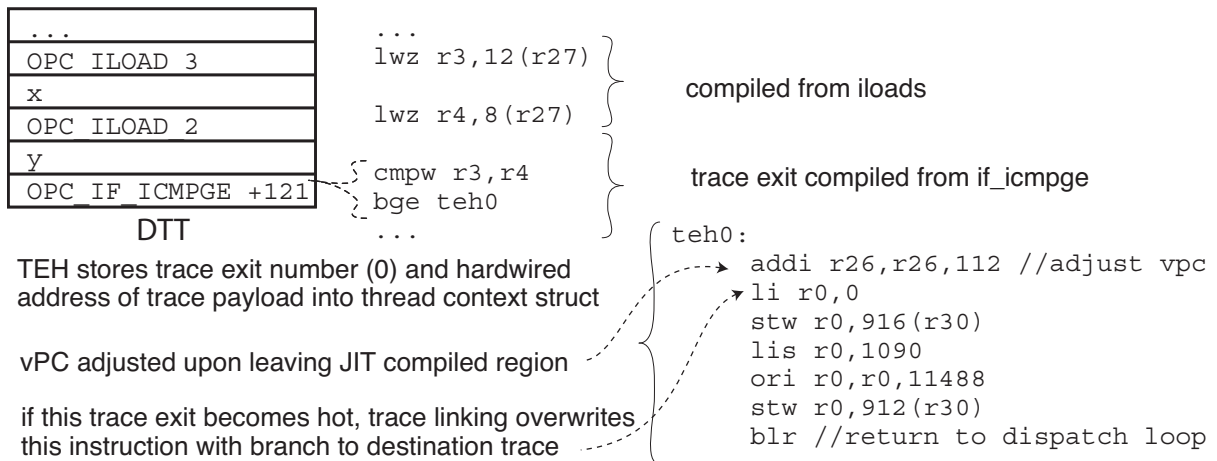 ...
OPC_ILOAD_3
x
OPC_ILOAD_2
y
OPC_IF_ICMPGE +121
DTT
...
lwz r3,12(r27)
lwz r4,8(r27)
cmpw r3,r4
bge teh0
...
compiled from iloads
trace exit compiled from if_icmpge
TEH stores trace exit number (0) and hardwired
address of trace payload into thread context struct
vPC adjusted upon leaving JIT compiled region
if this trace exit becomes hot, trace linking overwrites
this instruction with branch to destination trace
teh0:
addi r26,r26,112 //adjust vpc
li r0,0
stw r0,916(r30)
lis r0,1090
ori r0,r0,11488
stw r0,912(r30)
blr //return to dispatch loop